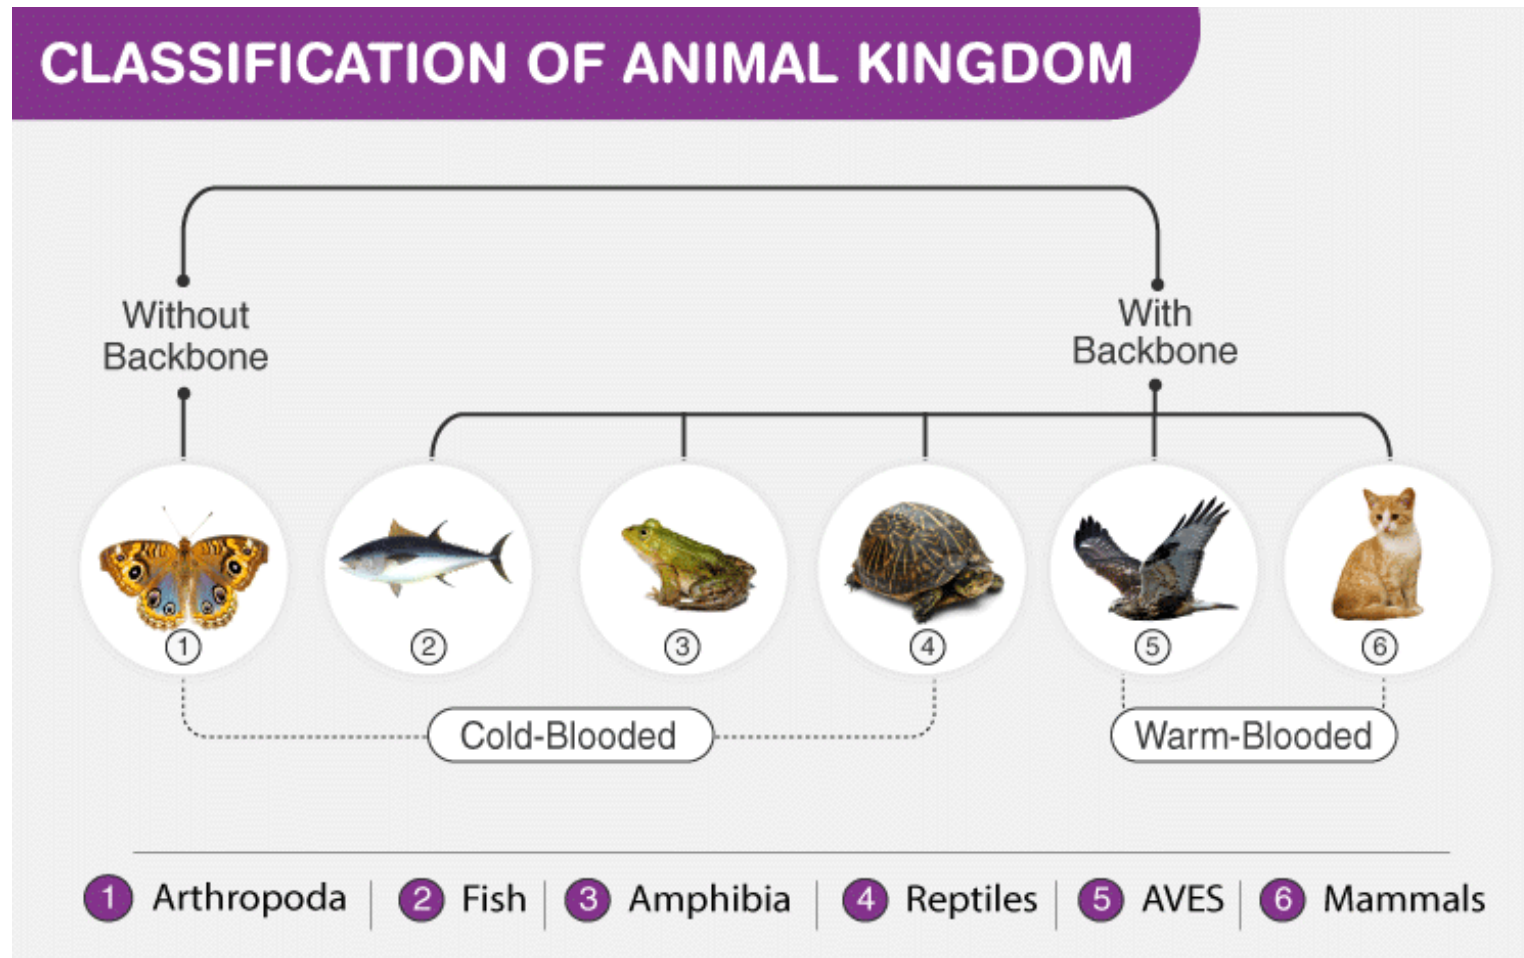 CLASSIFICATION OF ANIMAL KINGDOM
Without
Backbone
With
Backbone
1
2
3
4
5
6
Cold-Blooded
Warm-Blooded
1 Arthropoda
2 Fish
3 Amphibia
4 Reptiles
5 AVES
6 Mammals